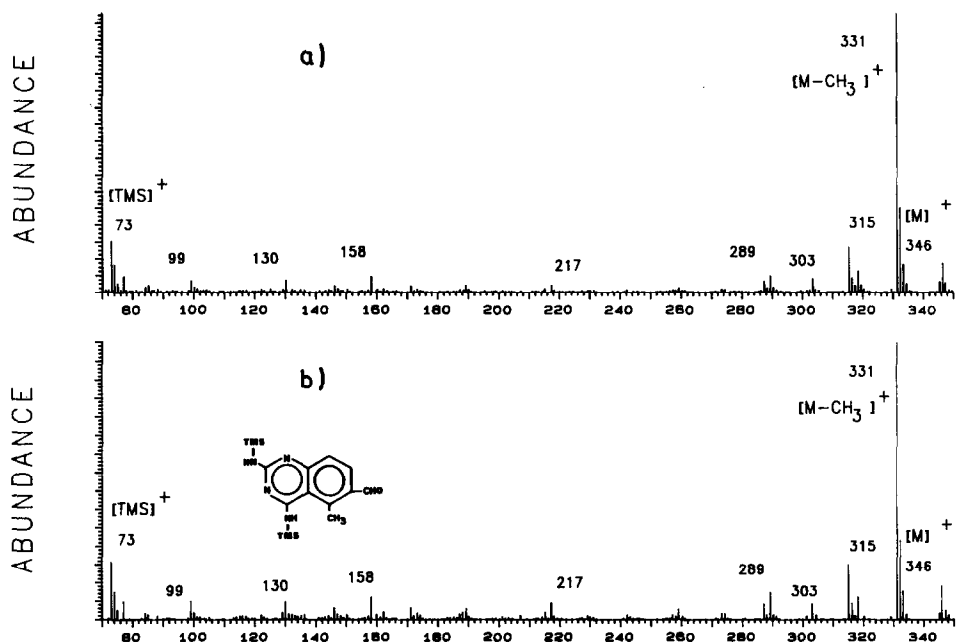 ABUNDANCE
a)
331
[M-CH3]+
[TMS]+
73
99
130
158
217
289
303
315
[M]+
346
80 100 120 140 160 180 200 220 240 260 280 300 320 340
ABUNDANCE
b)
331
[M-CH3]+
TMS
HN
N
N
CHO
NH
CH3
TMS
[TMS]+
73
99
130
158
217
289
303
315
[M]+
346
80 100 120 140 160 180 200 220 240 260 280 300 320 340